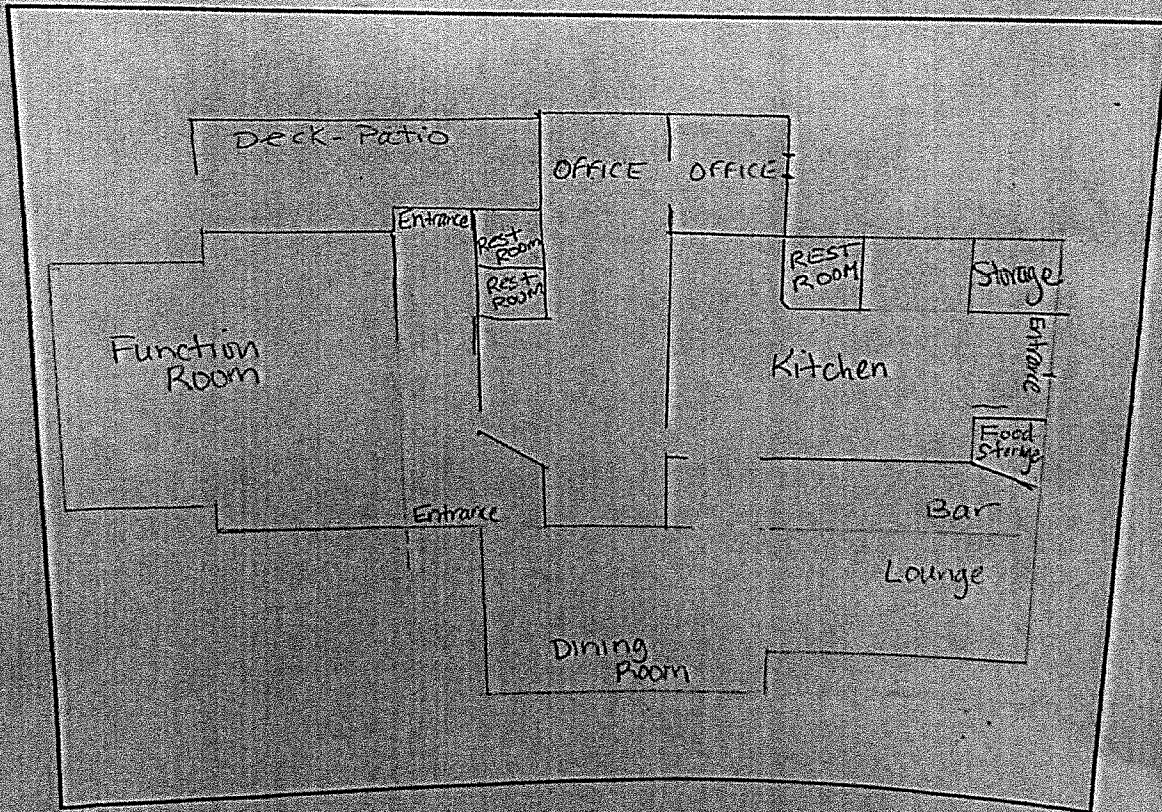 Deck-Patio
OFFICE
OFFICE
Entrance
REST
ROOM
REST
ROOM
REST
ROOM
Storage
Function
Room
Kitchen
Entrance
Food
Storage
Entrance
Bar
Lounge
Dining
Room